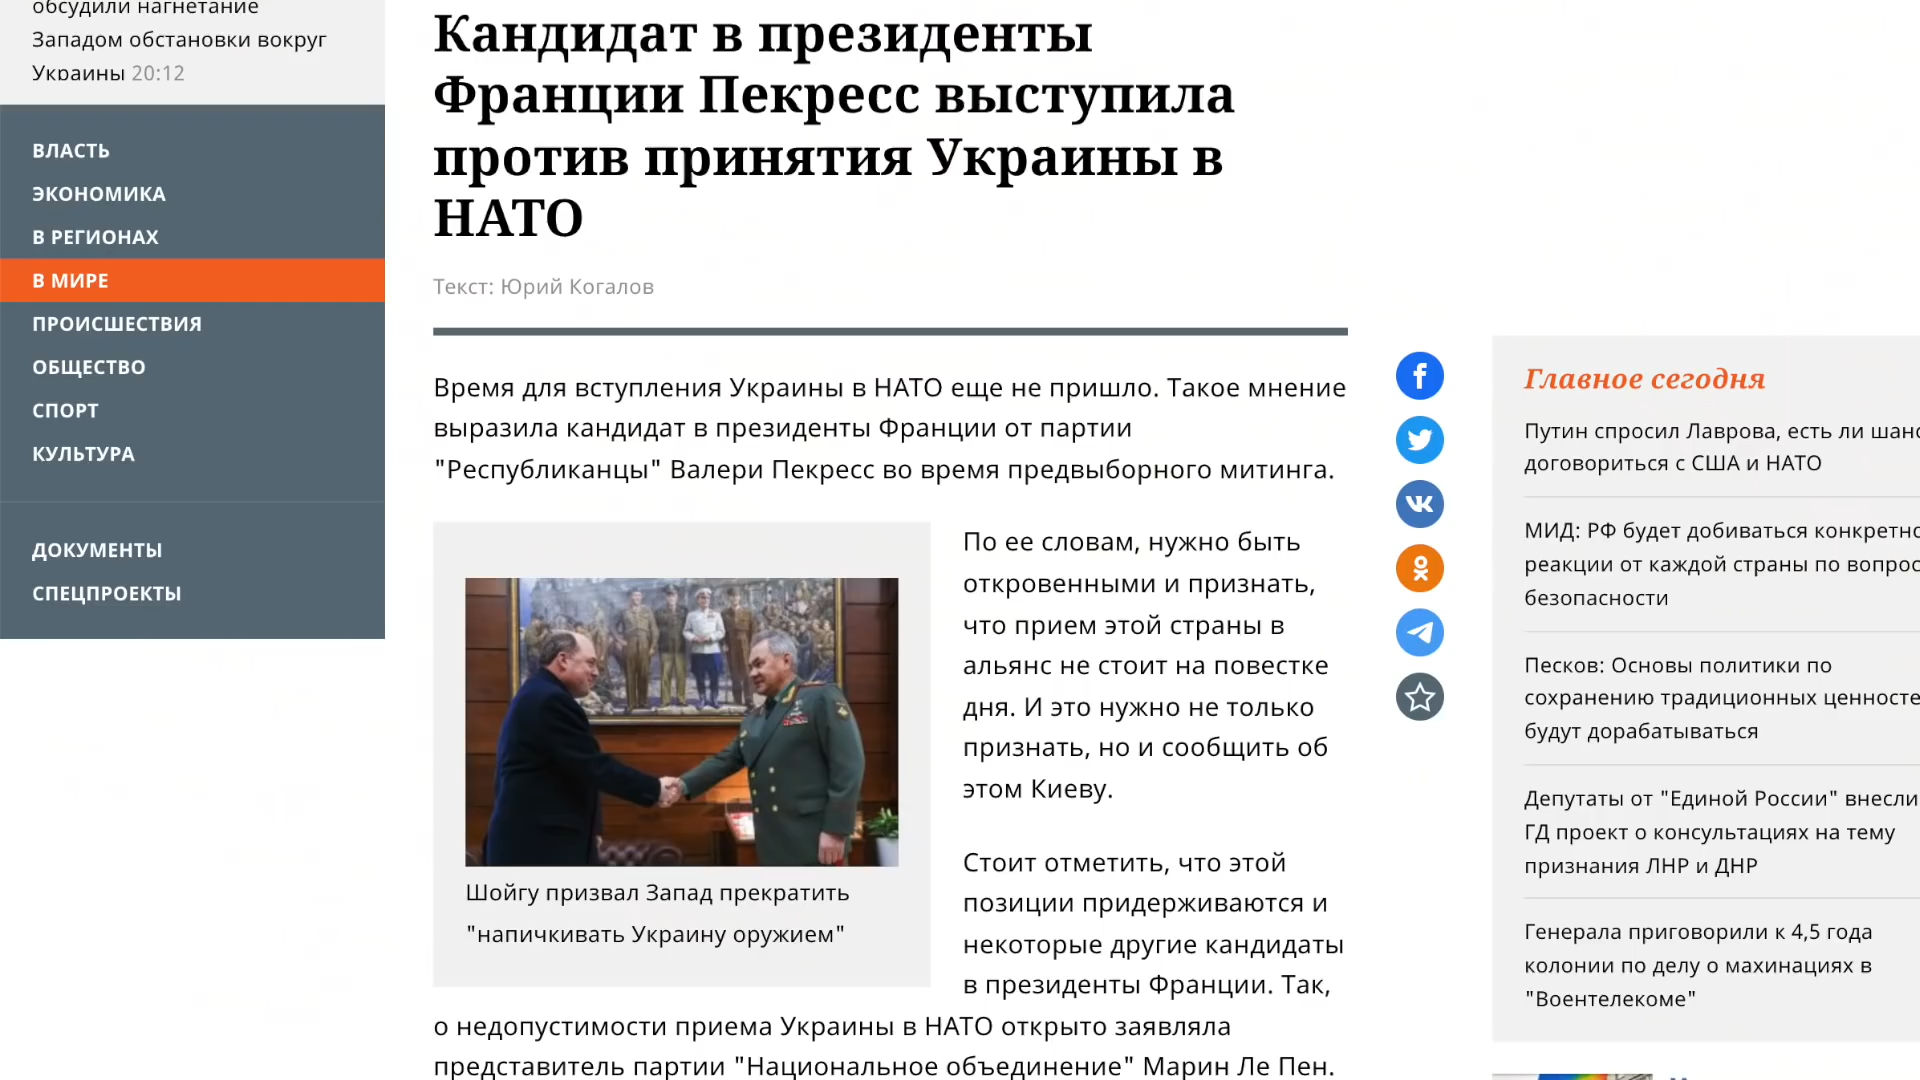 обсудили нагнетание
Западом обстановки вокруг
Украины 20:12
ВЛАСТЬ
ЭКОНОМИКА
В РЕГИОНАХ
В МИРЕ
ПРОИСШЕСТВИЯ
ОБЩЕСТВО
СПОРТ
КУЛЬТУРА
ДОКУМЕНТЫ
СПЕЦПРОЕКТЫ
Кандидат в президенты
Франции Пекресс выступила
против принятия Украины в
НАТО
Текст: Юрий Когалов
Время для вступления Украины в НАТО еще не пришло. Такое мнение
выразила кандидат в президенты Франции от партии
"Республиканцы" Валери Пекресс во время предвыборного митинга.
Шойгу призвал Запад прекратить
"напичкивать Украину оружием"
По ее словам, нужно быть
откровенными и признать,
что прием этой страны в
альянс не стоит на повестке
дня. И это нужно не только
признать, но и сообщить об
этом Киеву.
Стоит отметить, что этой
позиции придерживаются и
некоторые другие кандидаты
в президенты Франции. Так,
о недопустимости приема Украины в НАТО открыто заявляла
представитель партии "Национальное объединение" Марин Ле Пен.
Главное сегодня
Путин спросил Лаврова, есть ли
договориться с США и НАТО
МИД: РФ будет добиваться
реакции от каждой страны по
безопасности
Песков: Основы политики по
сохранению традиционных
будут дорабатываться
Депутаты от "Единой России" внесли
ГД проект о консультациях на тему
признания ЛНР и ДНР
Генерала приговорили к 4,5 года
колонии по делу о махинациях в
"Воентелекоме"